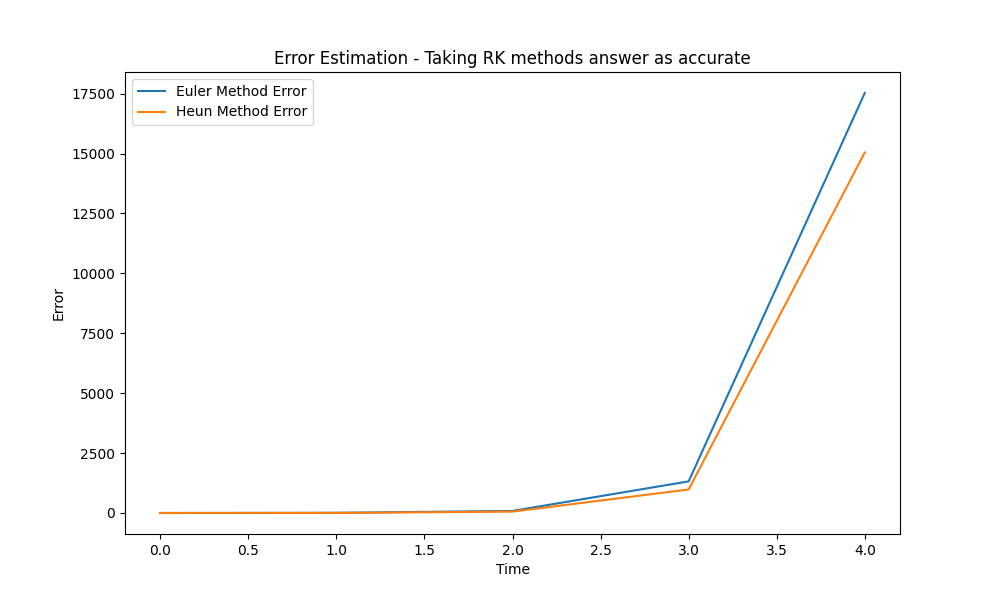 Error Estimation - Taking RK methods answer as accurate
Euler Method Error
Heun Method Error
17500
15000
12500
10000
7500
5000
2500
0
Error
0.0 0.5 1.0 1.5 2.0 2.5 3.0 3.5 4.0
Time